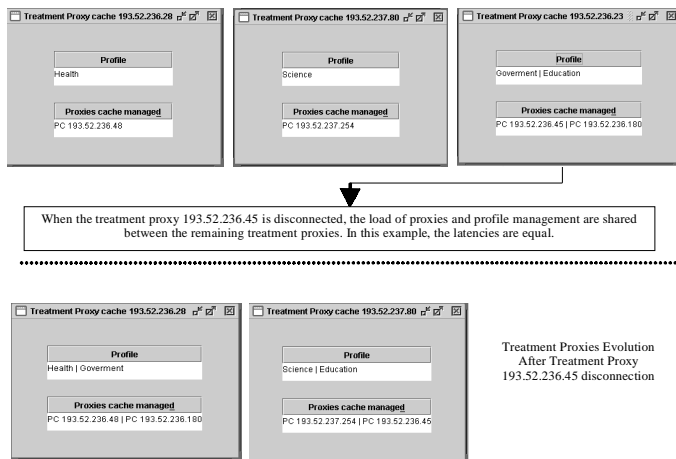 Treatment Proxy cache 193.52.236.28
Profile
Health
Proxies cache managed
PC 193.52.236.48
Treatment Proxy cache 193.52.237.80
Profile
Science
Proxies cache managed
PC 193.52.237.254
Treatment Proxy cache 193.52.236.23
Profile
Goverment | Education
Proxies cache managed
PC 193.52.236.45 | PC 193.52.236.180
When the treatment proxy 193.52.236.45 is disconnected, the load of proxies and profile management are shared
between the remaining treatment proxies. In this example, the latencies are equal.
Treatment Proxy cache 193.52.236.28
Profile
Health | Goverment
Proxies cache managed
PC 193.52.236.48 | PC 193.52.236.180
Treatment Proxy cache 193.52.237.80
Profile
Science | Education
Proxies cache managed
PC 193.52.237.254 | PC 193.52.236.45
Treatment Proxies Evolution
After Treatment Proxy
193.52.236.45 disconnection